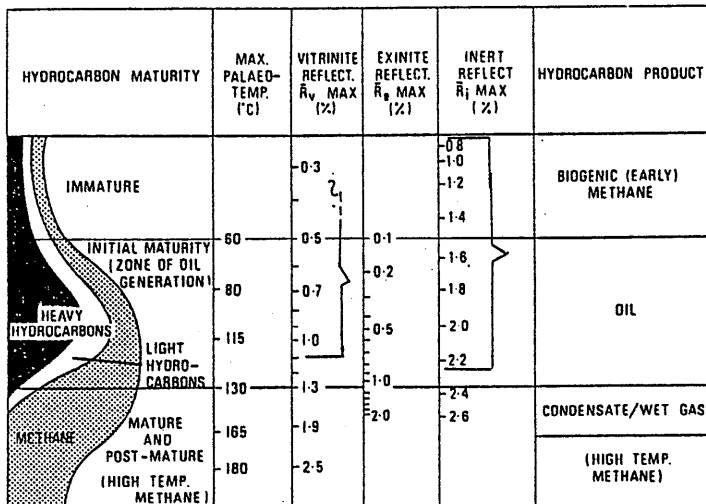 HYDROCARBON MATURITY
MAX.
PALAEO-
TEMP.
(°C)
VITRINITE
REFLECT.
R̄v MAX
(%)
EXINITE
REFLECT.
R̄e MAX
(%)
INERT
REFLECT
R̄i MAX
(%)
HYDROCARBON PRODUCT
IMMATURE
INITIAL MATURITY
(ZONE OF OIL
GENERATION)
HEAVY
HYDROCARBONS
LIGHT
HYDRO-
CARBONS
METHANE
MATURE
AND
POST-MATURE
(HIGH TEMP.
METHANE)
60
80
115
130
165
180
0·3
?
0·5
0·7
1·0
1·3
1·9
2·5
0·1
0·2
0·5
1·0
2·0
0·8
1·0
1·2
1·4
1·6
1·8
2·0
2·2
2·4
2·6
BIOGENIC (EARLY)
METHANE
OIL
CONDENSATE/WET GAS
(HIGH TEMP.
METHANE)